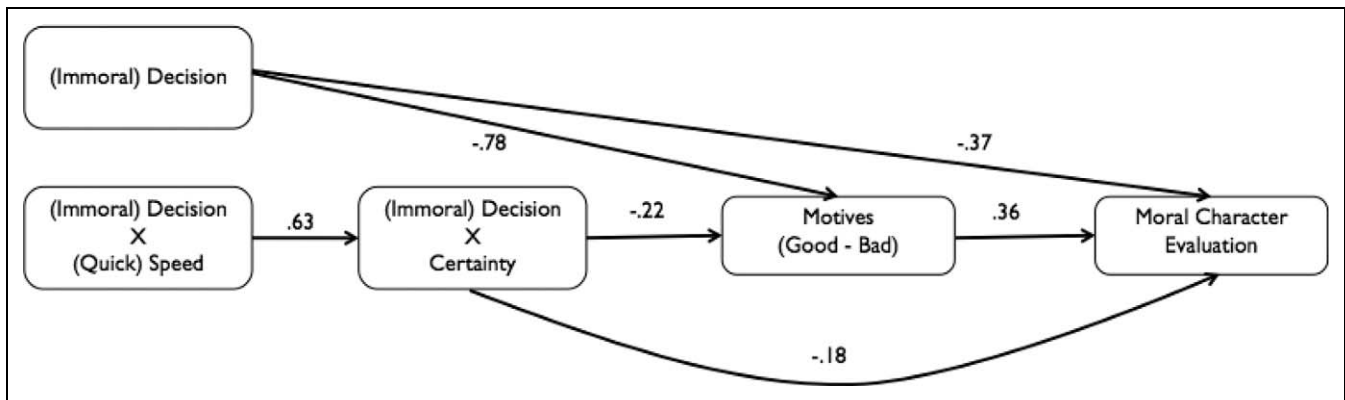 (Immoral) Decision
-.78
-.37
(Immoral) Decision
X
(Quick) Speed
.63
(Immoral) Decision
X
Certainty
-.22
Motives
(Good - Bad)
.36
Moral Character
Evaluation
-.18